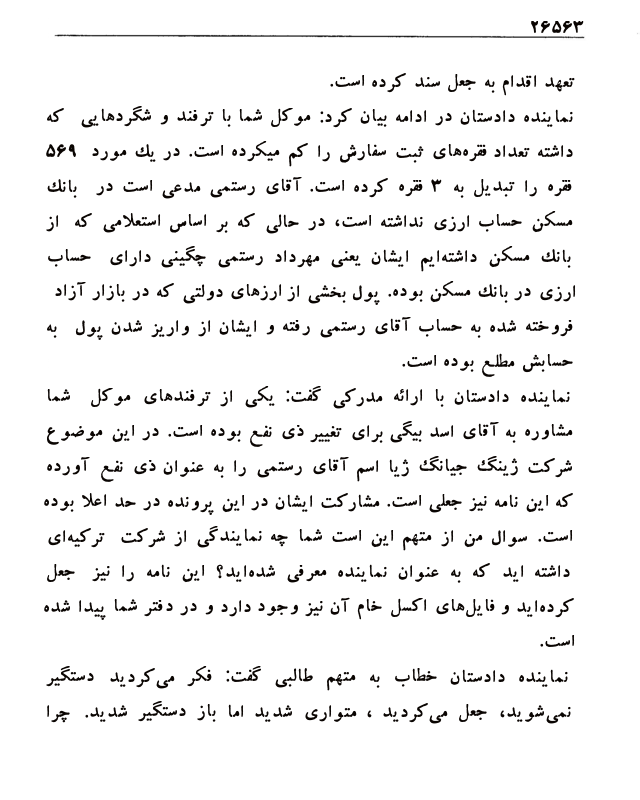 ۲۶۵۶۳
تعهد اقدام به جعل سند کرده است.
نماینده دادستان در ادامه بیان کرد: موکل شما با ترفند و شگردهایی که
داشته تعداد فقره‌های ثبت سفارش را کم میکرده است. در یك مورد ۵۶۹
فقره را تبدیل به ۳ فقره کرده است. آقای رستمی مدعی است در بانك
مسکن حساب ارزی نداشته است، در حالی که بر اساس استعلامی که از
بانك مسکن داشته‌ایم ایشان یعنی مهرداد رستمی چگینی دارای حساب
ارزی در بانك مسکن بوده. پول بخشی از ارزهای دولتی که در بازار آزاد
فروخته شده به حساب آقای رستمی رفته و ایشان از واریز شدن پول به
حسابش مطلع بوده است.
نماینده دادستان با ارائه مدرکی گفت: یکی از ترفندهای موکل شما
مشاوره به آقای اسد بیگی برای تغییر ذی نفع بوده است. در این موضوع
شرکت ژینگ جیانگ ژیا اسم آقای رستمی را به عنوان ذی نفع آورده
که این نامه نیز جعلی است. مشارکت ایشان در این پرونده در حد اعلا بوده
است. سوال من از متهم این است شما چه نمایندگی از شرکت ترکیه‌ای
داشته اید که به عنوان نماینده معرفی شده‌اید؟ این نامه را نیز جعل
کرده‌اید و فایل‌های اکسل خام آن نیز وجود دارد و در دفتر شما پیدا شده
است.
نماینده دادستان خطاب به متهم طالبی گفت: فکر می‌کردید دستگیر
نمی‌شوید، جعل می‌کردید ، متواری شدید اما باز دستگیر شدید. چرا